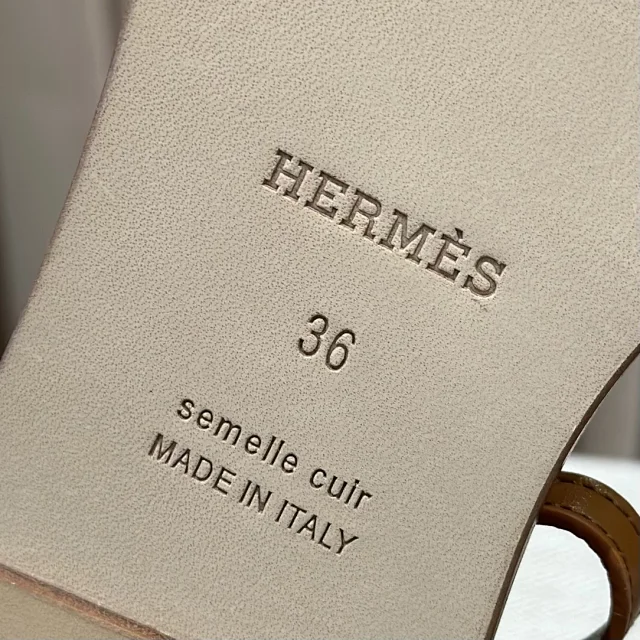 HERMÈS
36
semelle cuir
MADE IN ITALY